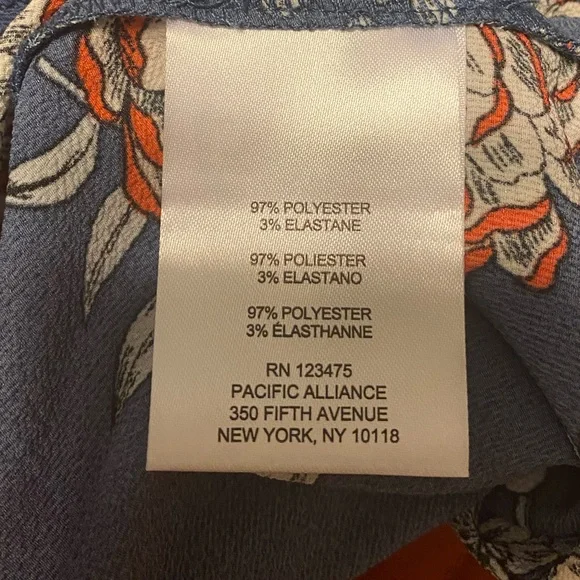 97% POLYESTER
3% ELASTANE
97% POLIESTER
3% ELASTANO
97% POLYESTER
3% ÉLASTHANNE
RN 123475
PACIFIC ALLIANCE
350 FIFTH AVENUE
NEW YORK, NY 10118